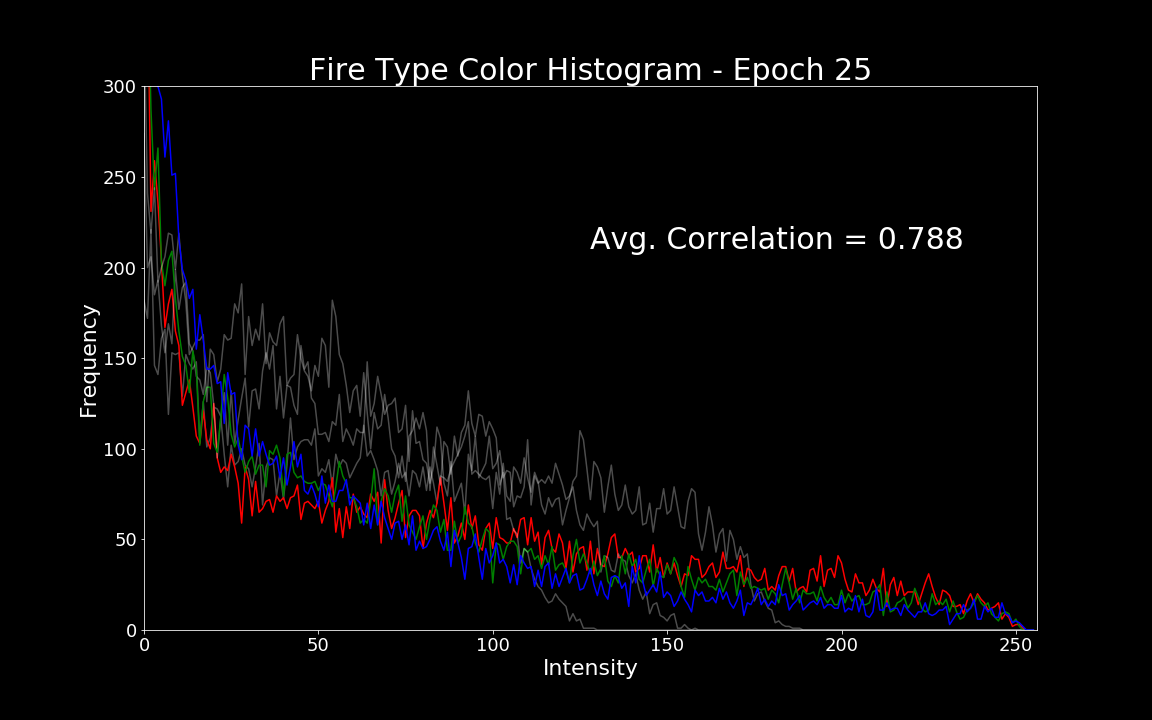 Fire Type Color Histogram - Epoch 25
300
250
200
150
100
50
0
Frequency
Avg. Correlation = 0.788
0 50 100 150 200 250
Intensity